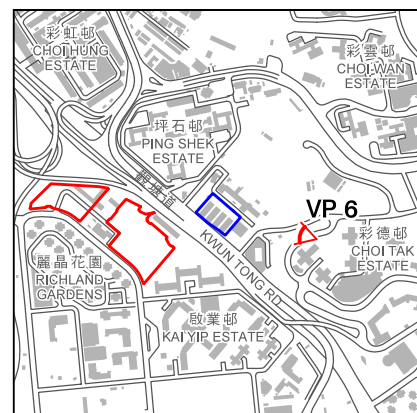 彩虹邨
CHOI HUNG
ESTATE
彩雲邨
CHOI WAN
ESTATE
坪石邨
PING SHEK
ESTATE
觀塘道
KWUN TONG RD
VP 6
彩德邨
CHOI TAK
ESTATE
麗晶花園
RICHLAND
GARDENS
啟業邨
KAI YIP ESTATE